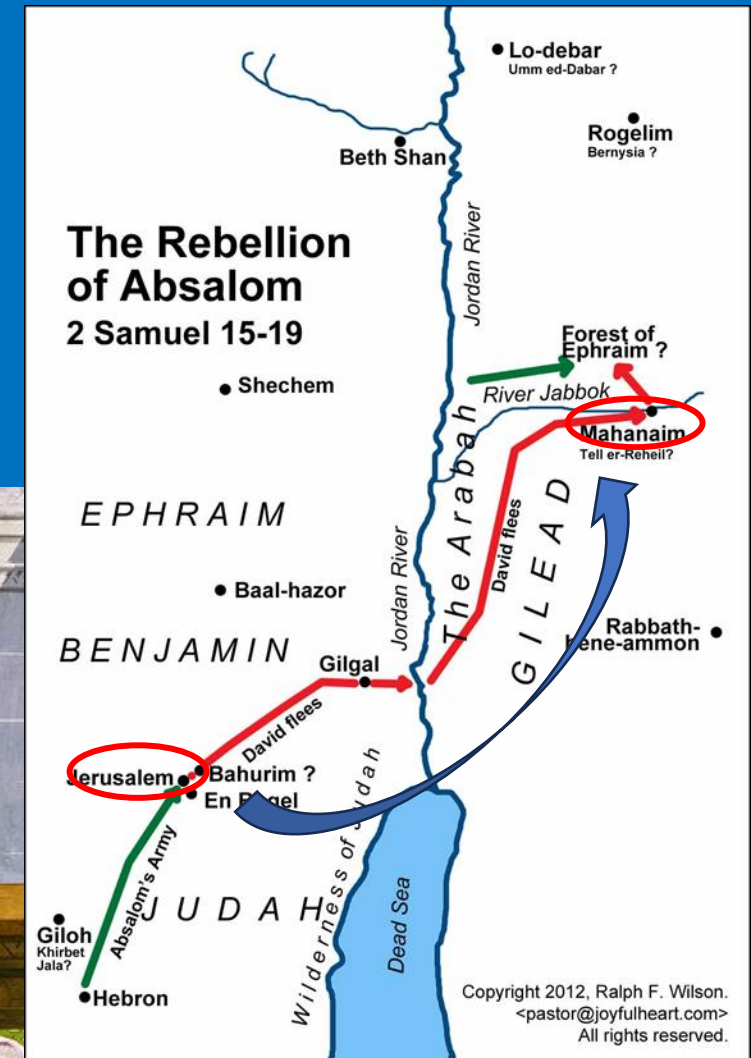 Lo-debar
Umm ed-Dabar ?
Rogelim
Bernysia ?
Beth Shan
The Rebellion
of Absalom
2 Samuel 15-19
Jordan River
Forest of
Ephraim ?
River Jabbok
Shechem
Mahanaim
Tell er-Reheil?
The Arabah
EPHRAIM
David flees
GILEAD
Baal-hazor
Jordan River
BENJAMIN
Rabbath-
bene-ammon
Gilgal
David flees
Jerusalem
Bahurim ?
En Rogel
Wilderness of Judah
Absalom's Army
JUDAH
Dead Sea
Giloh
Khirbet
Jala?
Hebron
Copyright 2012, Ralph F. Wilson.
<pastor@joyfulheart.com>
All rights reserved.